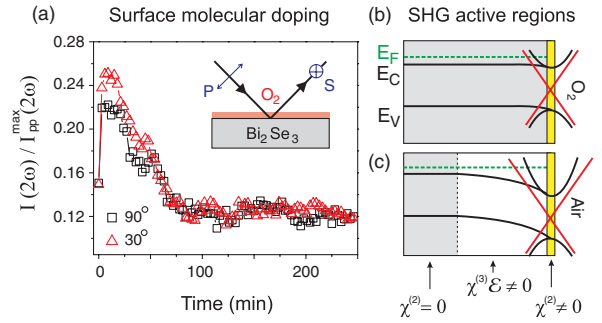 (a) Surface molecular doping
I(2ω) / I_pp^max(2ω)
0.28
0.24
0.20
0.16
0.12
P
O₂
S
Bi₂Se₃
90°
30°
0 100 200
Time (min)
(b) SHG active regions
E_F
E_C
E_V
O₂
(c)
Air
χ⁽²⁾= 0
χ⁽³⁾ℰ ≠ 0
χ⁽²⁾≠ 0